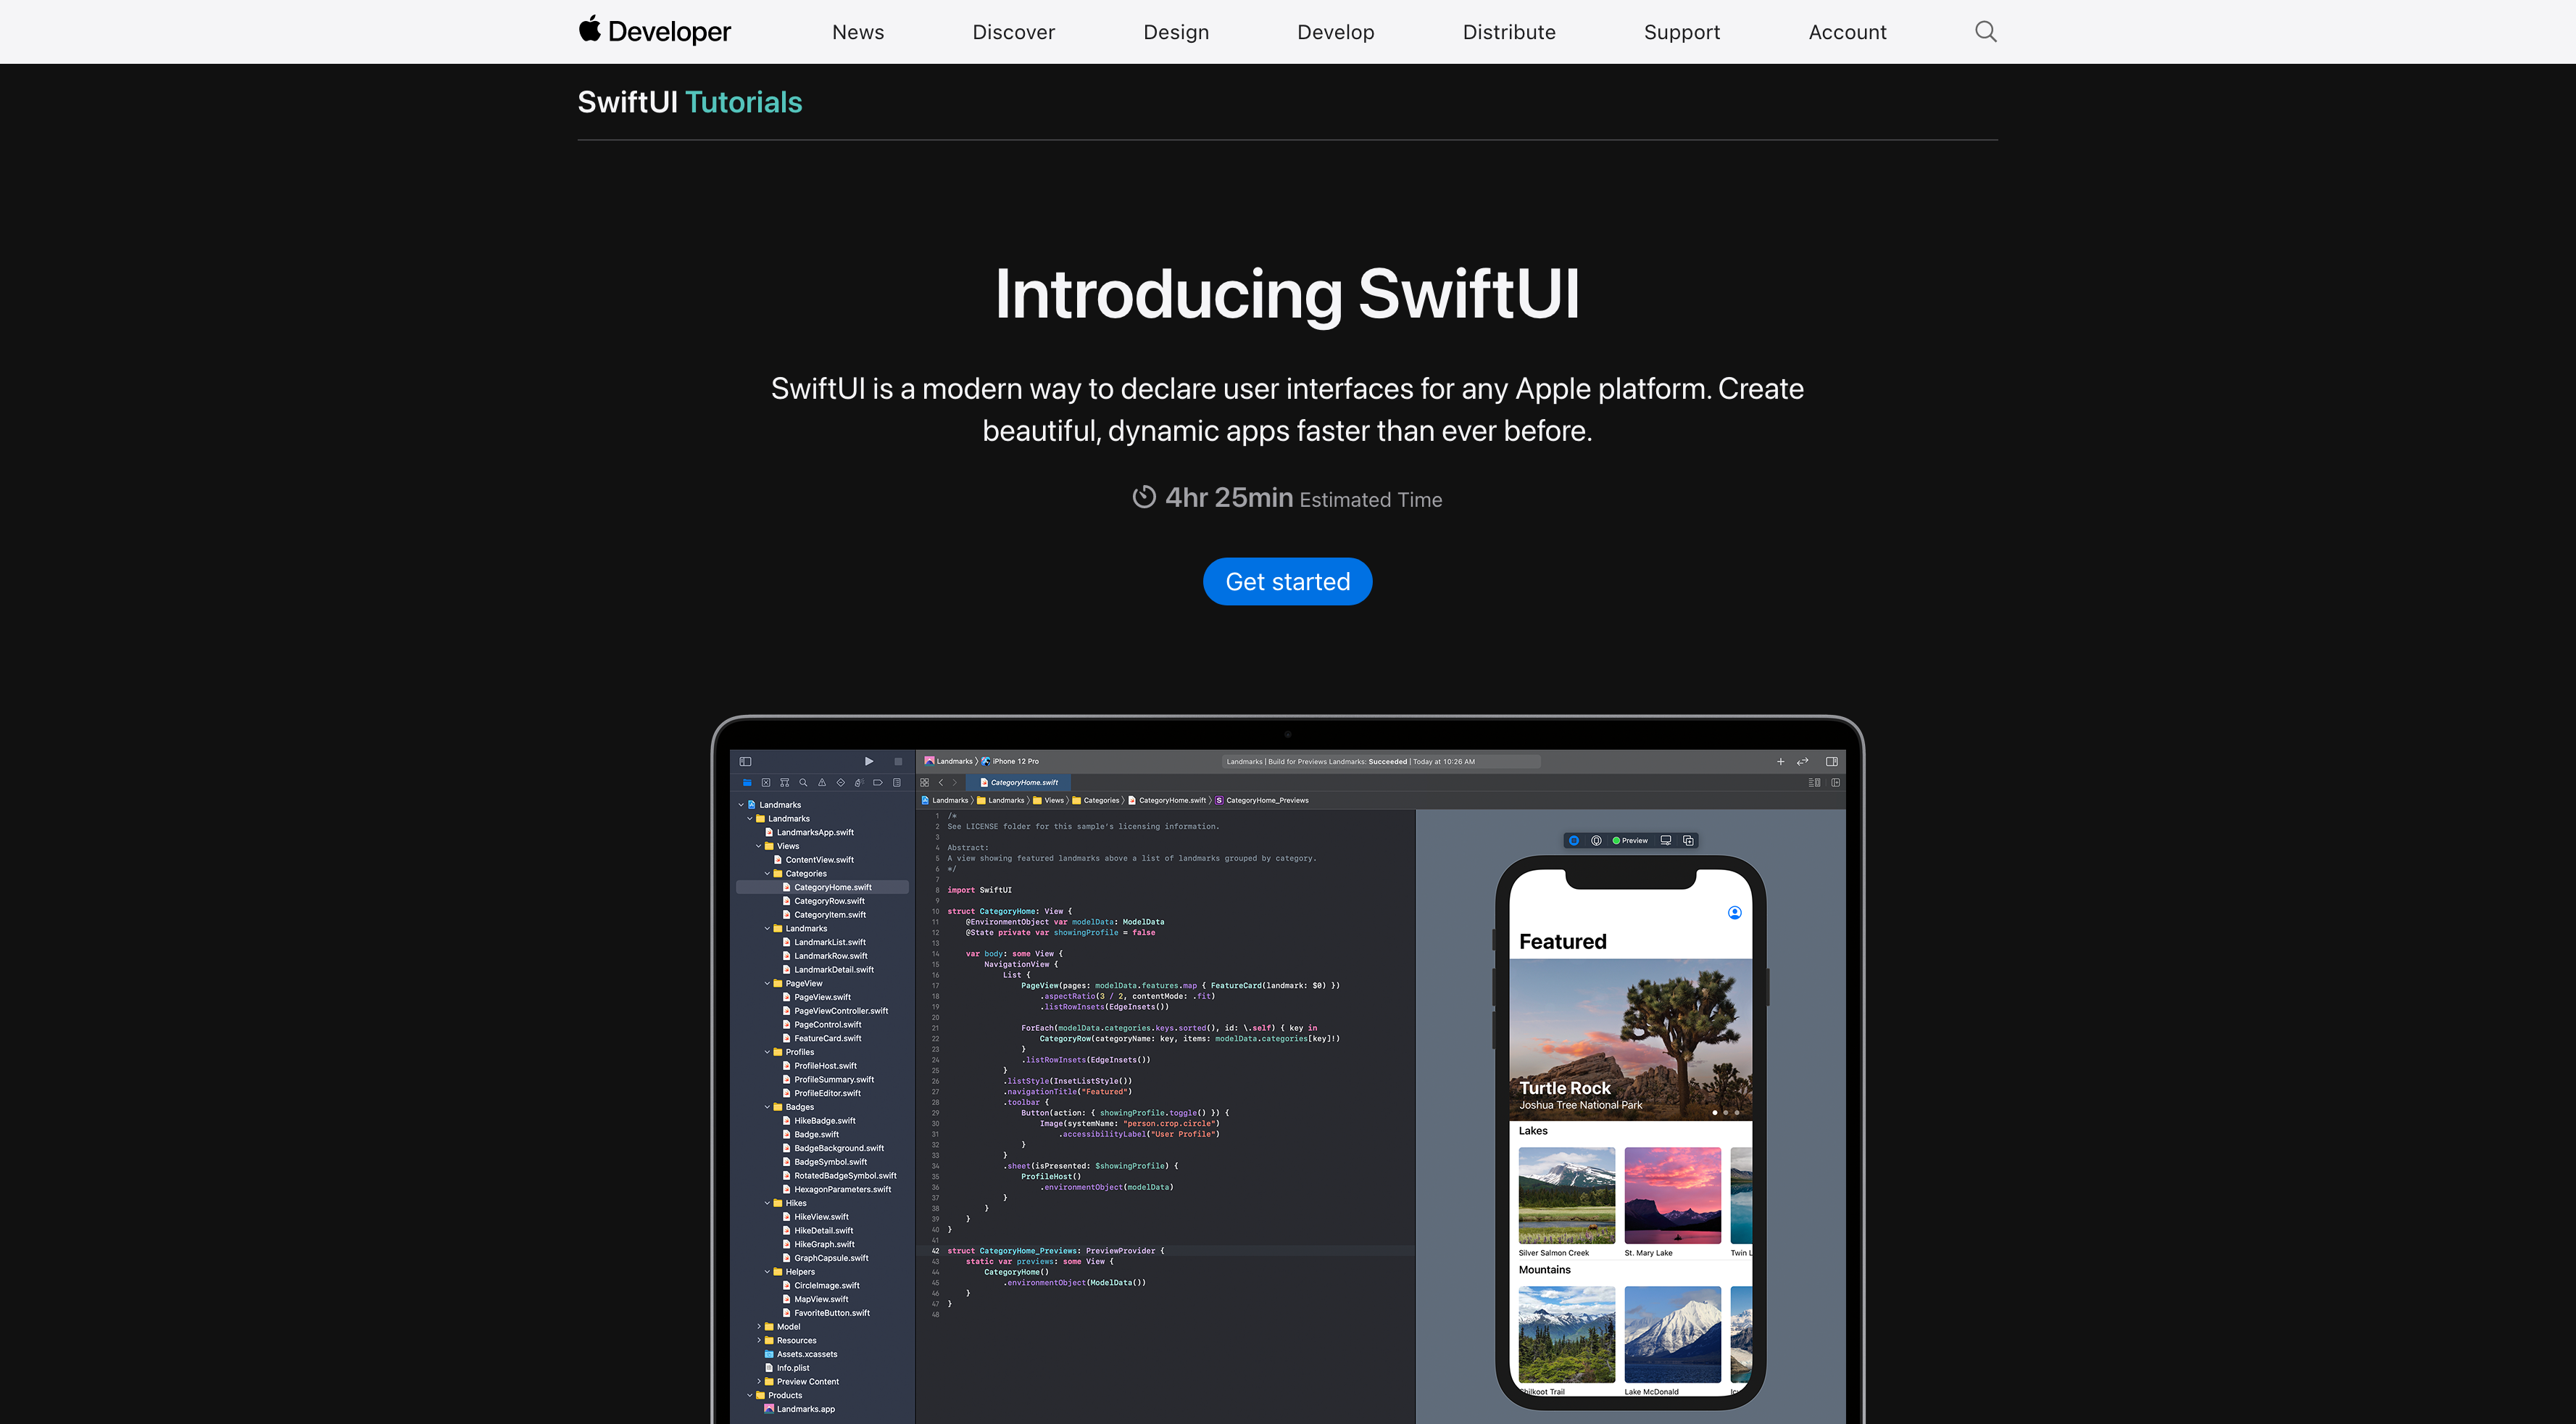 Developer
News
Discover
Design
Develop
Distribute
Support
Account
SwiftUI Tutorials
Introducing SwiftUI
SwiftUI is a modern way to declare user interfaces for any Apple platform. Create
beautiful, dynamic apps faster than ever before.
4hr 25min Estimated Time
Get started
Landmarks
Landmarks
LandmarksApp.swift
Views
ContentView.swift
Categories
CategoryHome.swift
CategoryRow.swift
CategoryItem.swift
Landmarks
LandmarkList.swift
LandmarkRow.swift
LandmarkDetail.swift
PageView
PageView.swift
PageViewController.swift
PageControl.swift
FeatureCard.swift
Profiles
ProfileHost.swift
ProfileSummary.swift
ProfileEditor.swift
Badges
HikeBadge.swift
Badge.swift
BadgeBackground.swift
BadgeSymbol.swift
RotatedBadgeSymbol.swift
HexagonParameters.swift
Hikes
HikeView.swift
HikeDetail.swift
HikeGraph.swift
GraphCapsule.swift
Helpers
CircleImage.swift
MapView.swift
FavoriteButton.swift
Model
Resources
Assets.xcassets
Info.plist
Preview Content
Products
Landmarks.app
Landmarks 〉 iPhone 12 Pro
Landmarks | Build for Previews Landmarks: Succeeded | Today at 10:26 AM
CategoryHome.swift
Landmarks 〉 Landmarks 〉 Views 〉 Categories 〉 CategoryHome.swift 〉 S CategoryHome_Previews
1 /*
2 See LICENSE folder for this sample's licensing information.
3
4 Abstract:
5 A view showing featured landmarks above a list of landmarks grouped by category.
6 */
7
8 import SwiftUI
9
10 struct CategoryHome: View {
11 @EnvironmentObject var modelData: ModelData
12 @State private var showingProfile = false
13
14 var body: some View {
15 NavigationView {
16 List {
17 PageView(pages: modelData.features.map { FeatureCard(landmark: $0) })
18 .aspectRatio(3 / 2, contentMode: .fit)
19 .listRowInsets(EdgeInsets())
20
21 ForEach(modelData.categories.keys.sorted(), id: \.self) { key in
22 CategoryRow(categoryName: key, items: modelData.categories[key]!)
23 }
24 .listRowInsets(EdgeInsets())
25 }
26 .listStyle(InsetListStyle())
27 .navigationTitle("Featured")
28 .toolbar {
29 Button(action: { showingProfile.toggle() }) {
30 Image(systemName: "person.crop.circle")
31 .accessibilityLabel("User Profile")
32 }
33 }
34 .sheet(isPresented: $showingProfile) {
35 ProfileHost()
36 .environmentObject(modelData)
37 }
38 }
39 }
40 }
41
42 struct CategoryHome_Previews: PreviewProvider {
43 static var previews: some View {
44 CategoryHome()
45 .environmentObject(ModelData())
46 }
47 }
48
Preview
Featured
Turtle Rock
Joshua Tree National Park
Lakes
Silver Salmon Creek
St. Mary Lake
Twin L
Mountains
Chilkoot Trail
Lake McDonald